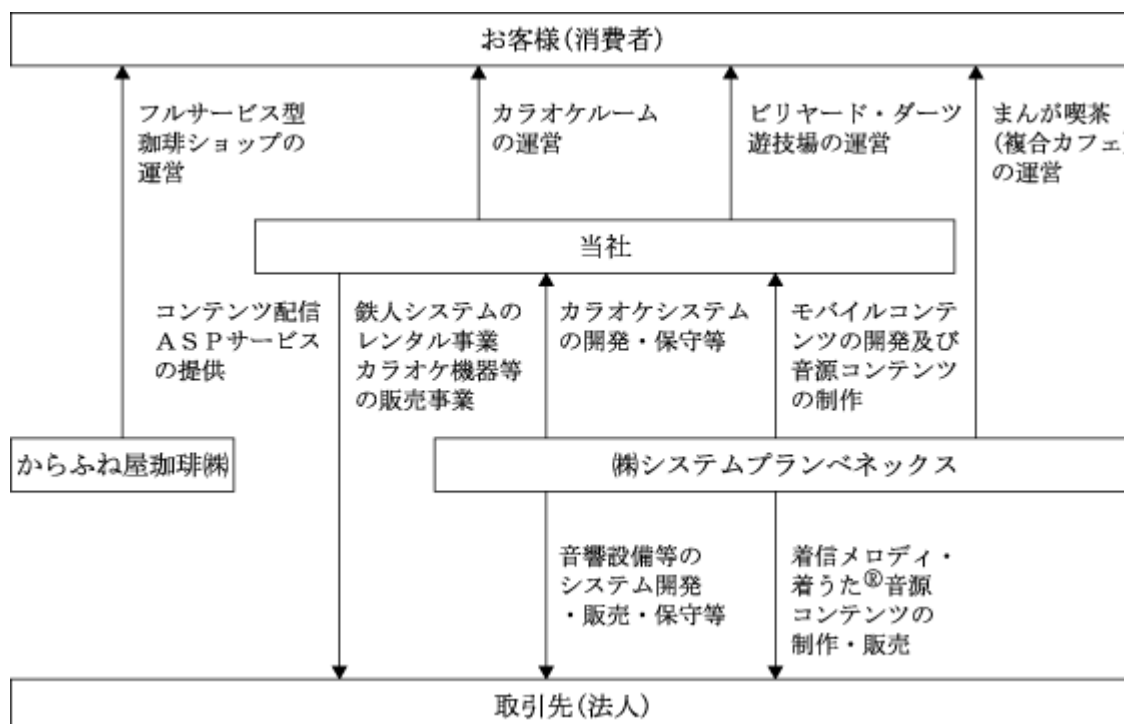 お客様(消費者)
フルサービス型
珈琲ショップの
運営
カラオケルーム
の運営
ビリヤード・ダーツ
遊技場の運営
まんが喫茶
(複合カフェ)
の運営
当社
コンテンツ配信
ＡＳＰサービス
の提供
鉄人システムの
レンタル事業
カラオケ機器等
の販売事業
カラオケシステム
の開発・保守等
モバイルコンテ
ンツの開発及び
音源コンテンツ
の制作
からふね屋珈琲㈱
㈱システムプランベネックス
音響設備等の
システム開発
・販売・保守等
着信メロディ・
着うた®音源
コンテンツの
制作・販売
取引先(法人)